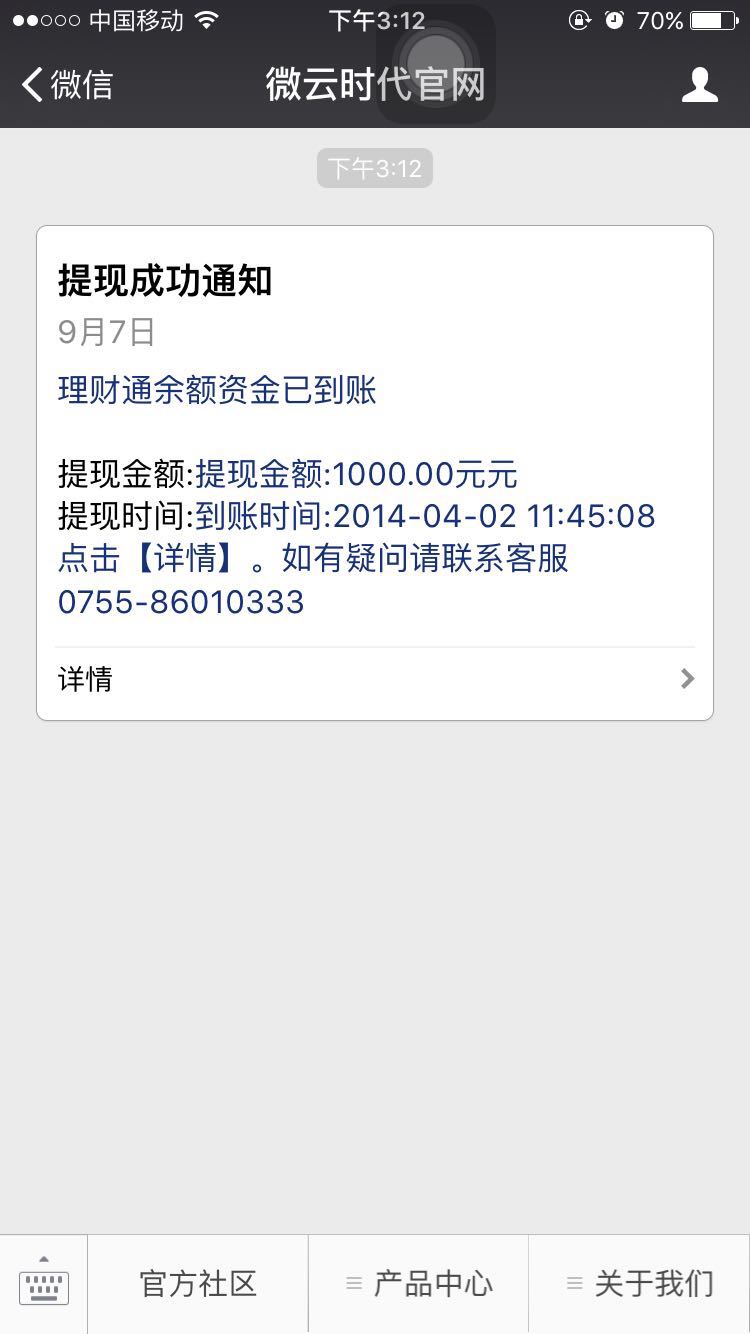 中国移动 下午3:12 70%
微信 微云时代官网
下午3:12
提现成功通知
9月7日
理财通余额资金已到账
提现金额:提现金额:1000.00元元
提现时间:到账时间:2014-04-02 11:45:08
点击【详情】。如有疑问请联系客服
0755-86010333
详情
官方社区 产品中心 关于我们